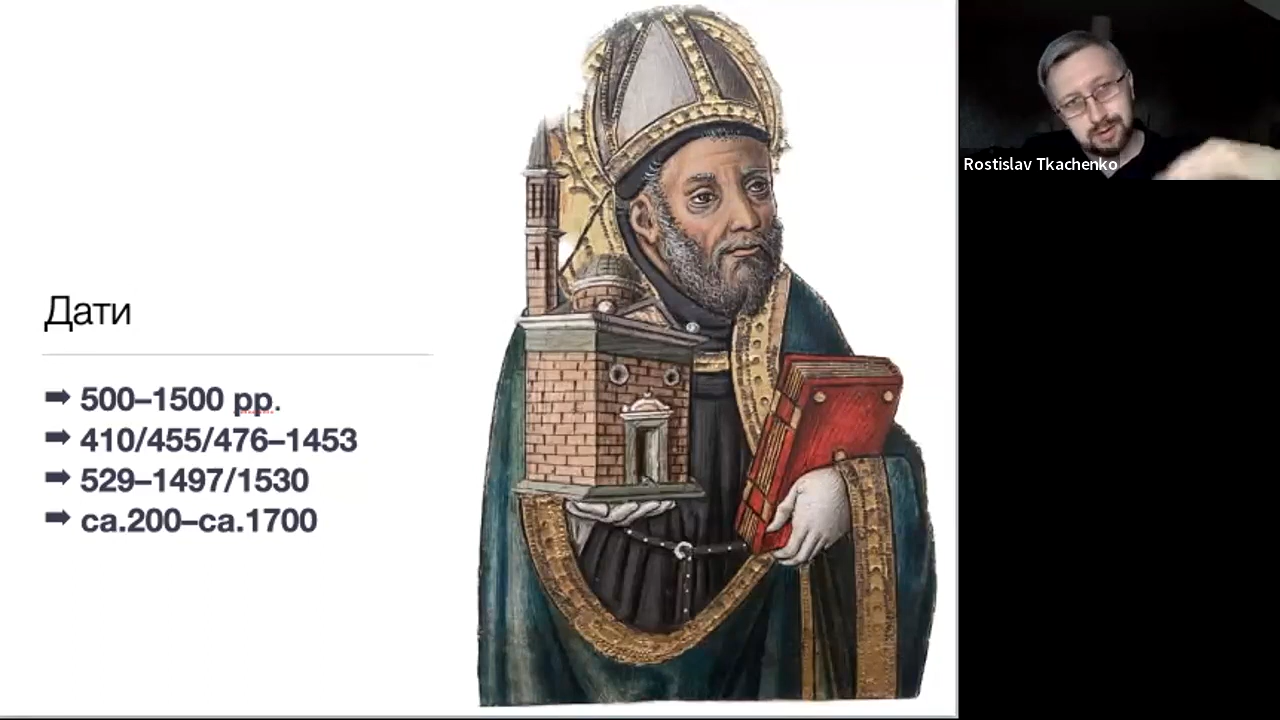 Дати
➡ 500–1500 рр.
➡ 410/455/476–1453
➡ 529–1497/1530
➡ ca.200–ca.1700
Rostislav Tkachenko